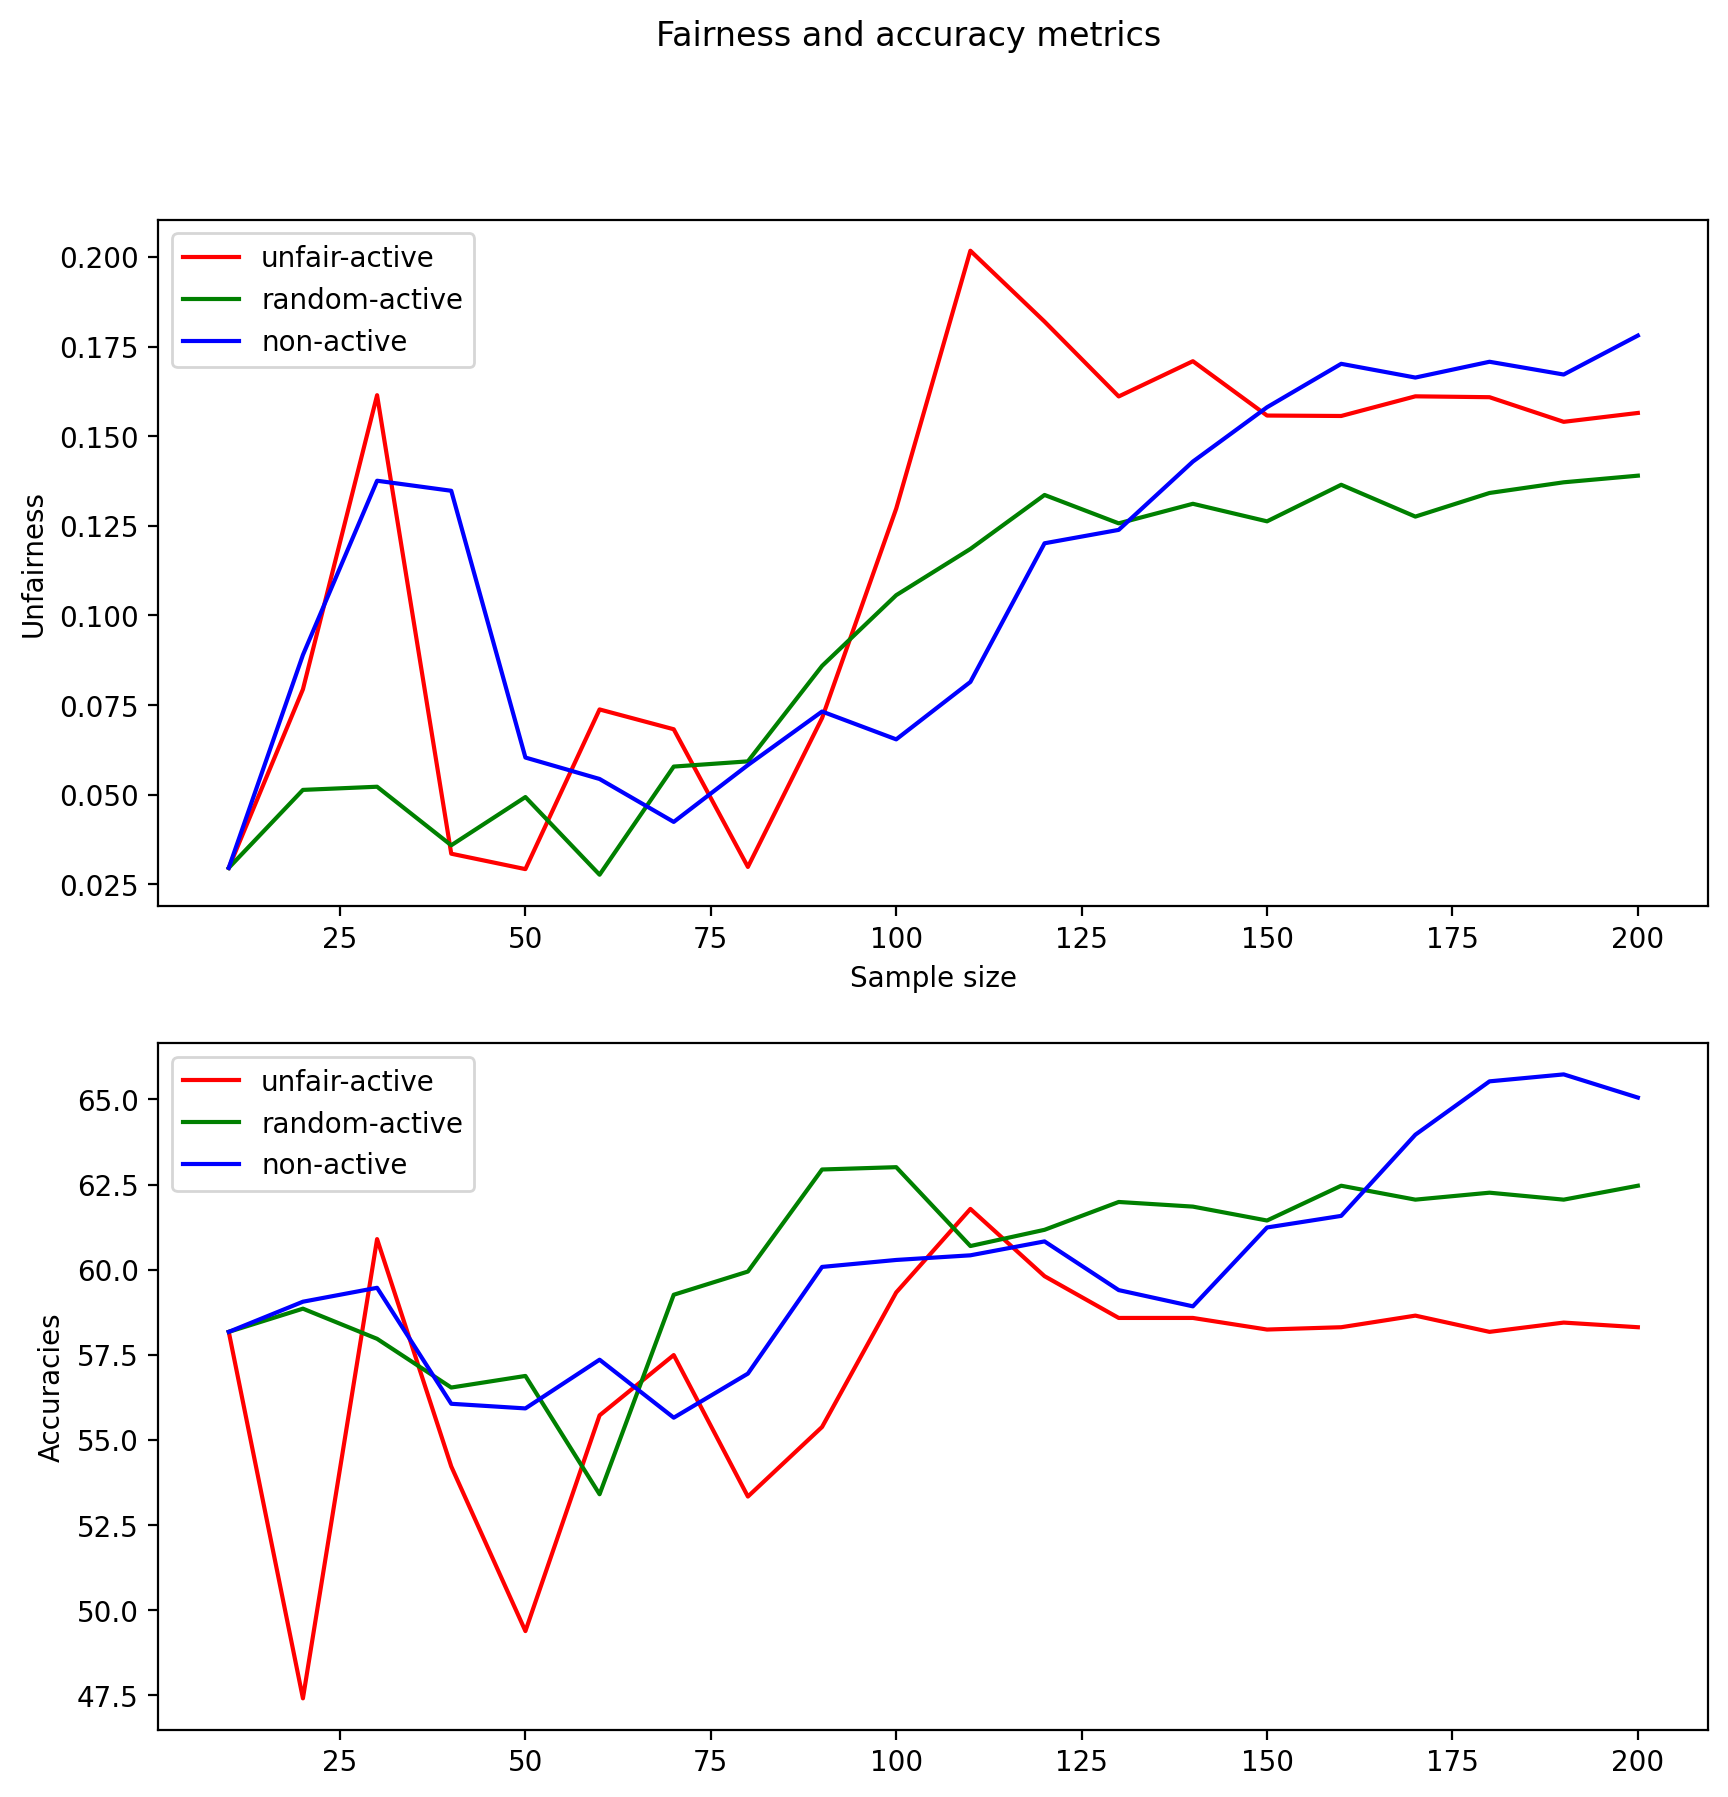 Fairness and accuracy metrics
unfair-active
random-active
non-active
0.200
0.175
0.150
0.125
0.100
0.075
0.050
0.025
Unfairness
25 50 75 100 125 150 175 200
Sample size
unfair-active
random-active
non-active
65.0
62.5
60.0
57.5
55.0
52.5
50.0
47.5
Accuracies
25 50 75 100 125 150 175 200